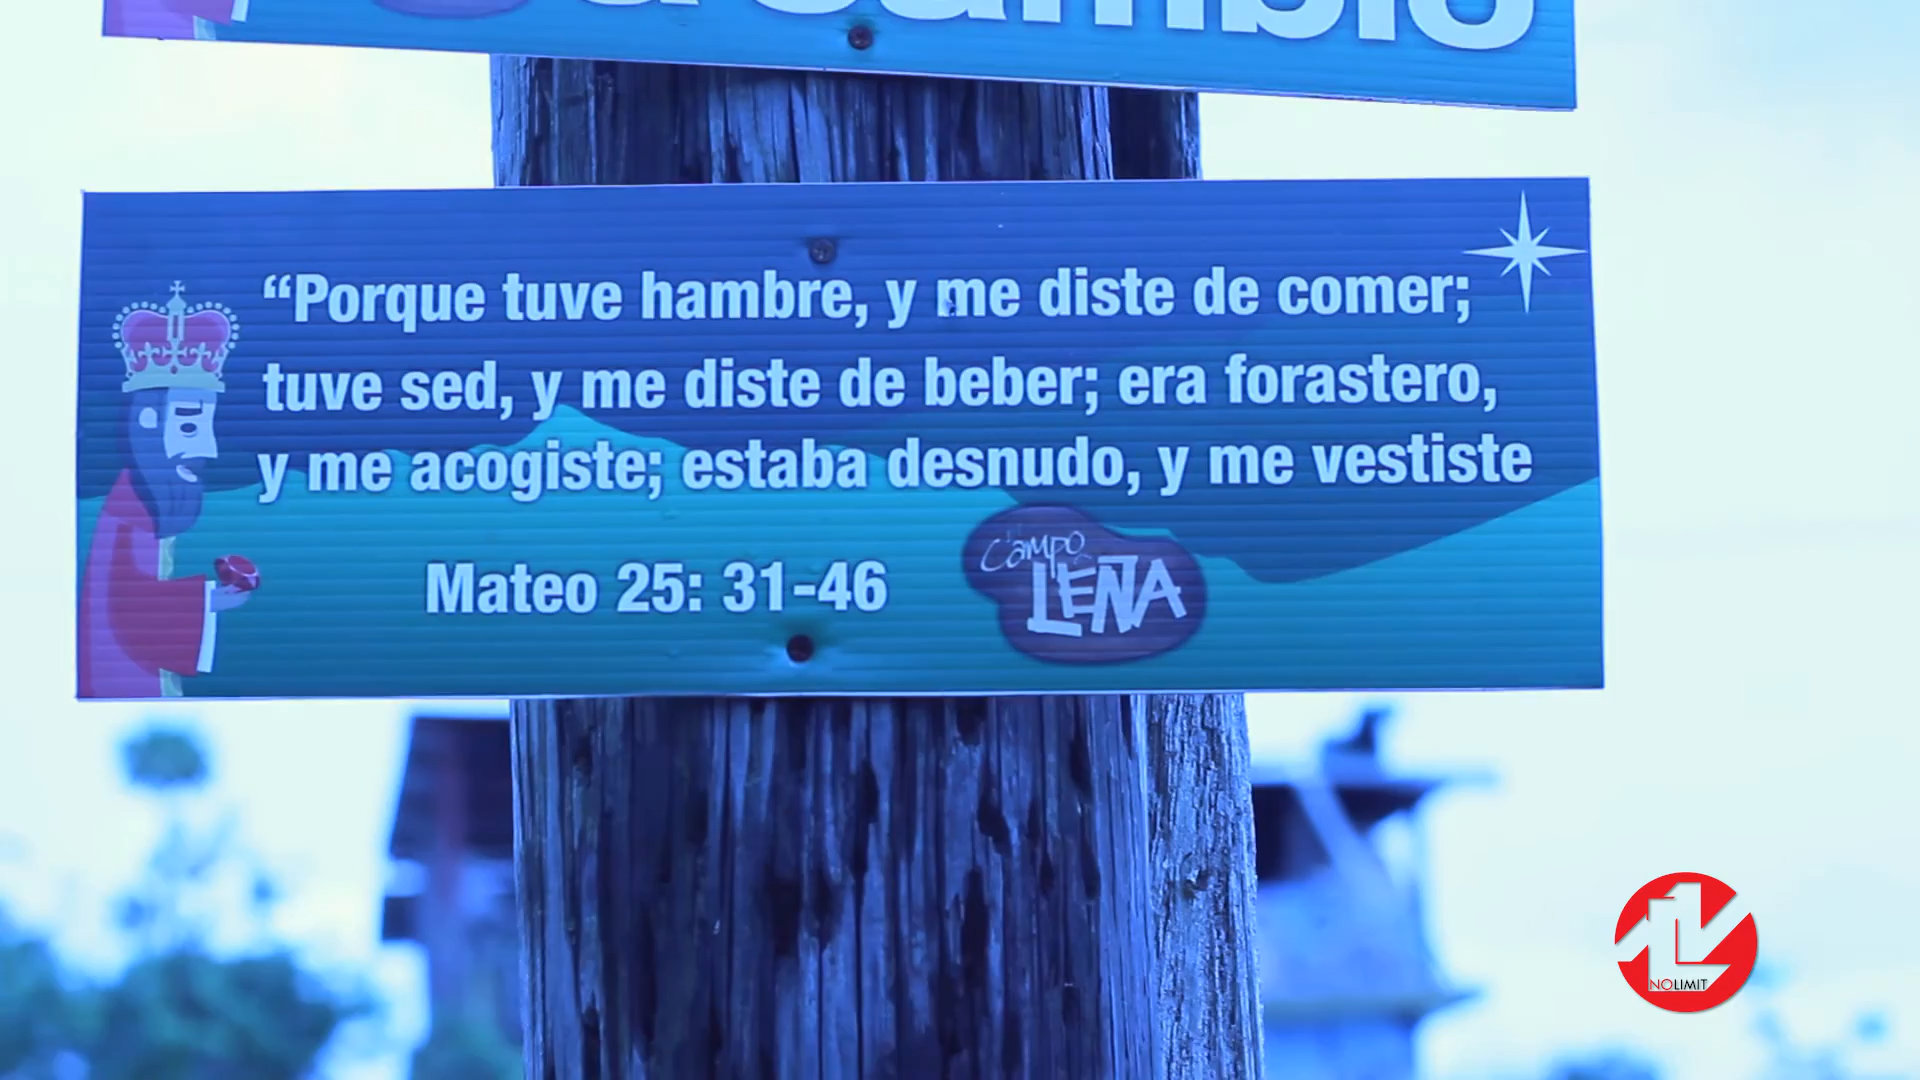 “Porque tuve hambre, y me diste de comer;
tuve sed, y me diste de beber; era forastero,
y me acogiste; estaba desnudo, y me vestiste
Mateo 25: 31-46
Campo
LEÑA
NOLIMIT